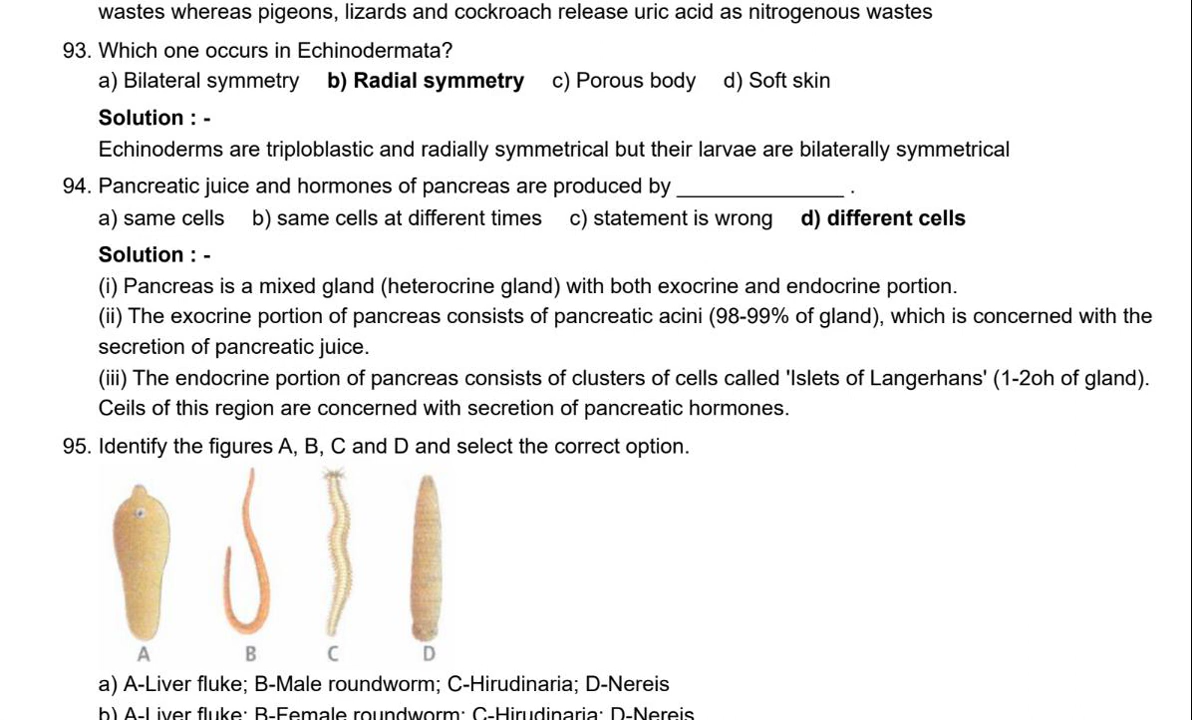 wastes whereas pigeons, lizards and cockroach release uric acid as nitrogenous wastes
93. Which one occurs in Echinodermata?
a) Bilateral symmetry b) Radial symmetry c) Porous body d) Soft skin
Solution : -
Echinoderms are triploblastic and radially symmetrical but their larvae are bilaterally symmetrical
94. Pancreatic juice and hormones of pancreas are produced by _______________ .
a) same cells b) same cells at different times c) statement is wrong d) different cells
Solution : -
(i) Pancreas is a mixed gland (heterocrine gland) with both exocrine and endocrine portion.
(ii) The exocrine portion of pancreas consists of pancreatic acini (98-99% of gland), which is concerned with the
secretion of pancreatic juice.
(iii) The endocrine portion of pancreas consists of clusters of cells called 'Islets of Langerhans' (1-2oh of gland).
Ceils of this region are concerned with secretion of pancreatic hormones.
95. Identify the figures A, B, C and D and select the correct option.
A B C D
a) A-Liver fluke; B-Male roundworm; C-Hirudinaria; D-Nereis
b) A-Liver fluke; B-Female roundworm; C-Hirudinaria; D-Nereis